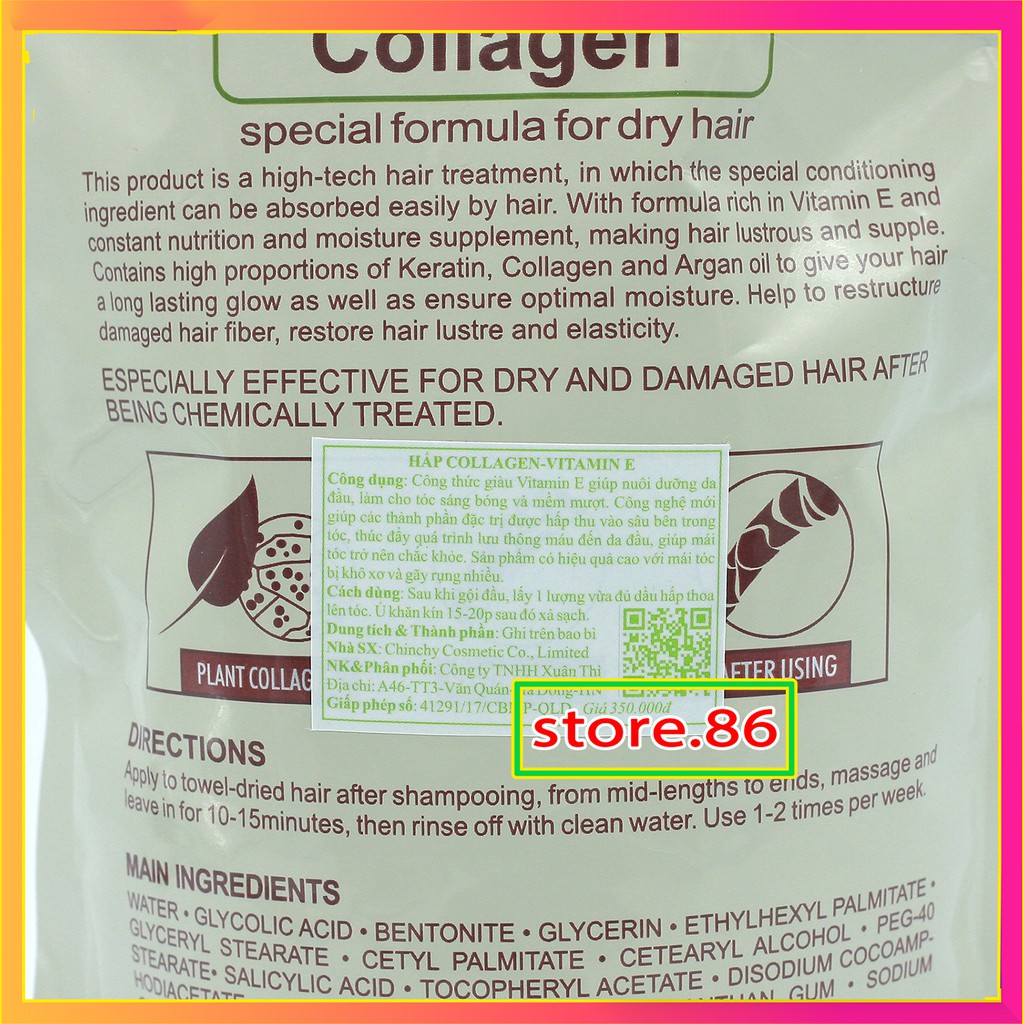 Collagen
special formula for dry hair
This product is a high-tech hair treatment, in which the special conditioning
ingredient can be absorbed easily by hair. With formula rich in Vitamin E and
constant nutrition and moisture supplement, making hair lustrous and supple.
Contains high proportions of Keratin, Collagen and Argan oil to give your hair
a long lasting glow as well as ensure optimal moisture. Help to restructure
damaged hair fiber, restore hair lustre and elasticity.
ESPECIALLY EFFECTIVE FOR DRY AND DAMAGED HAIR AFTER
BEING CHEMICALLY TREATED.
HẤP COLLAGEN-VITAMIN E
Công dụng: Công thức giàu Vitamin E giúp nuôi dưỡng da
đầu, làm cho tóc sáng bóng và mềm mượt. Công nghệ mới
giúp các thành phần đặc trị được hấp thu vào sâu bên trong
tóc, thúc đẩy quá trình lưu thông máu đến da đầu, giúp mái
tóc trở nên chắc khỏe. Sản phẩm có hiệu quả cao với mái tóc
bị khô xơ và gãy rụng nhiều.
Cách dùng: Sau khi gội đầu, lấy 1 lượng vừa đủ dầu hấp thoa
lên tóc. Ủ khăn kín 15-20p sau đó xả sạch.
Dung tích & Thành phần: Ghi trên bao bì
Nhà SX: Chinchy Cosmetic Co., Limited
NK&Phân phối: Công ty TNHH Xuân Thì
Địa chỉ: A46-TT3-Văn Quán-Hà Đông-HN
Giấp phép số: 41291/17/CBMP-QLD Giá 350.000đ
PLANT COLLAG
AFTER USING
store.86
DIRECTIONS
Apply to towel-dried hair after shampooing, from mid-lengths to ends, massage and
leave in for 10-15minutes, then rinse off with clean water. Use 1-2 times per week.
MAIN INGREDIENTS
WATER • GLYCOLIC ACID • BENTONITE • GLYCERIN • ETHYLHEXYL PALMITATE •
GLYCERYL STEARATE • CETYL PALMITATE • CETEARYL ALCOHOL • PEG-40
STEARATE • SALICYLIC ACID • TOCOPHERYL ACETATE • DISODIUM COCOAMP-
HODIACETATE GUM • SODIUM